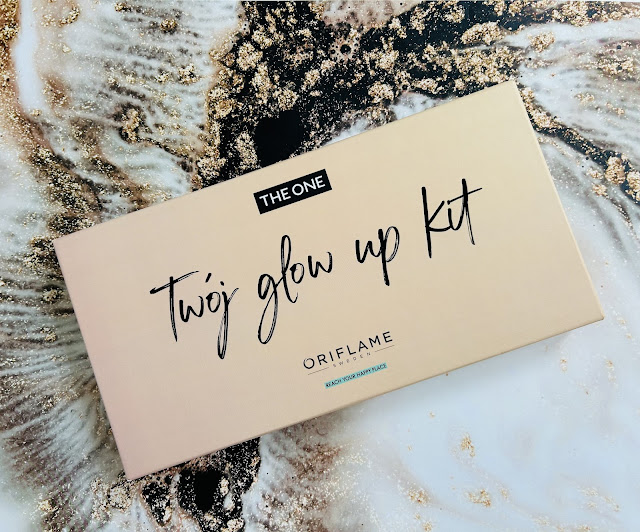 THE ONE
Twój glow up kit
ORIFLAME
SWEDEN
REACH YOUR HAPPY PLACE